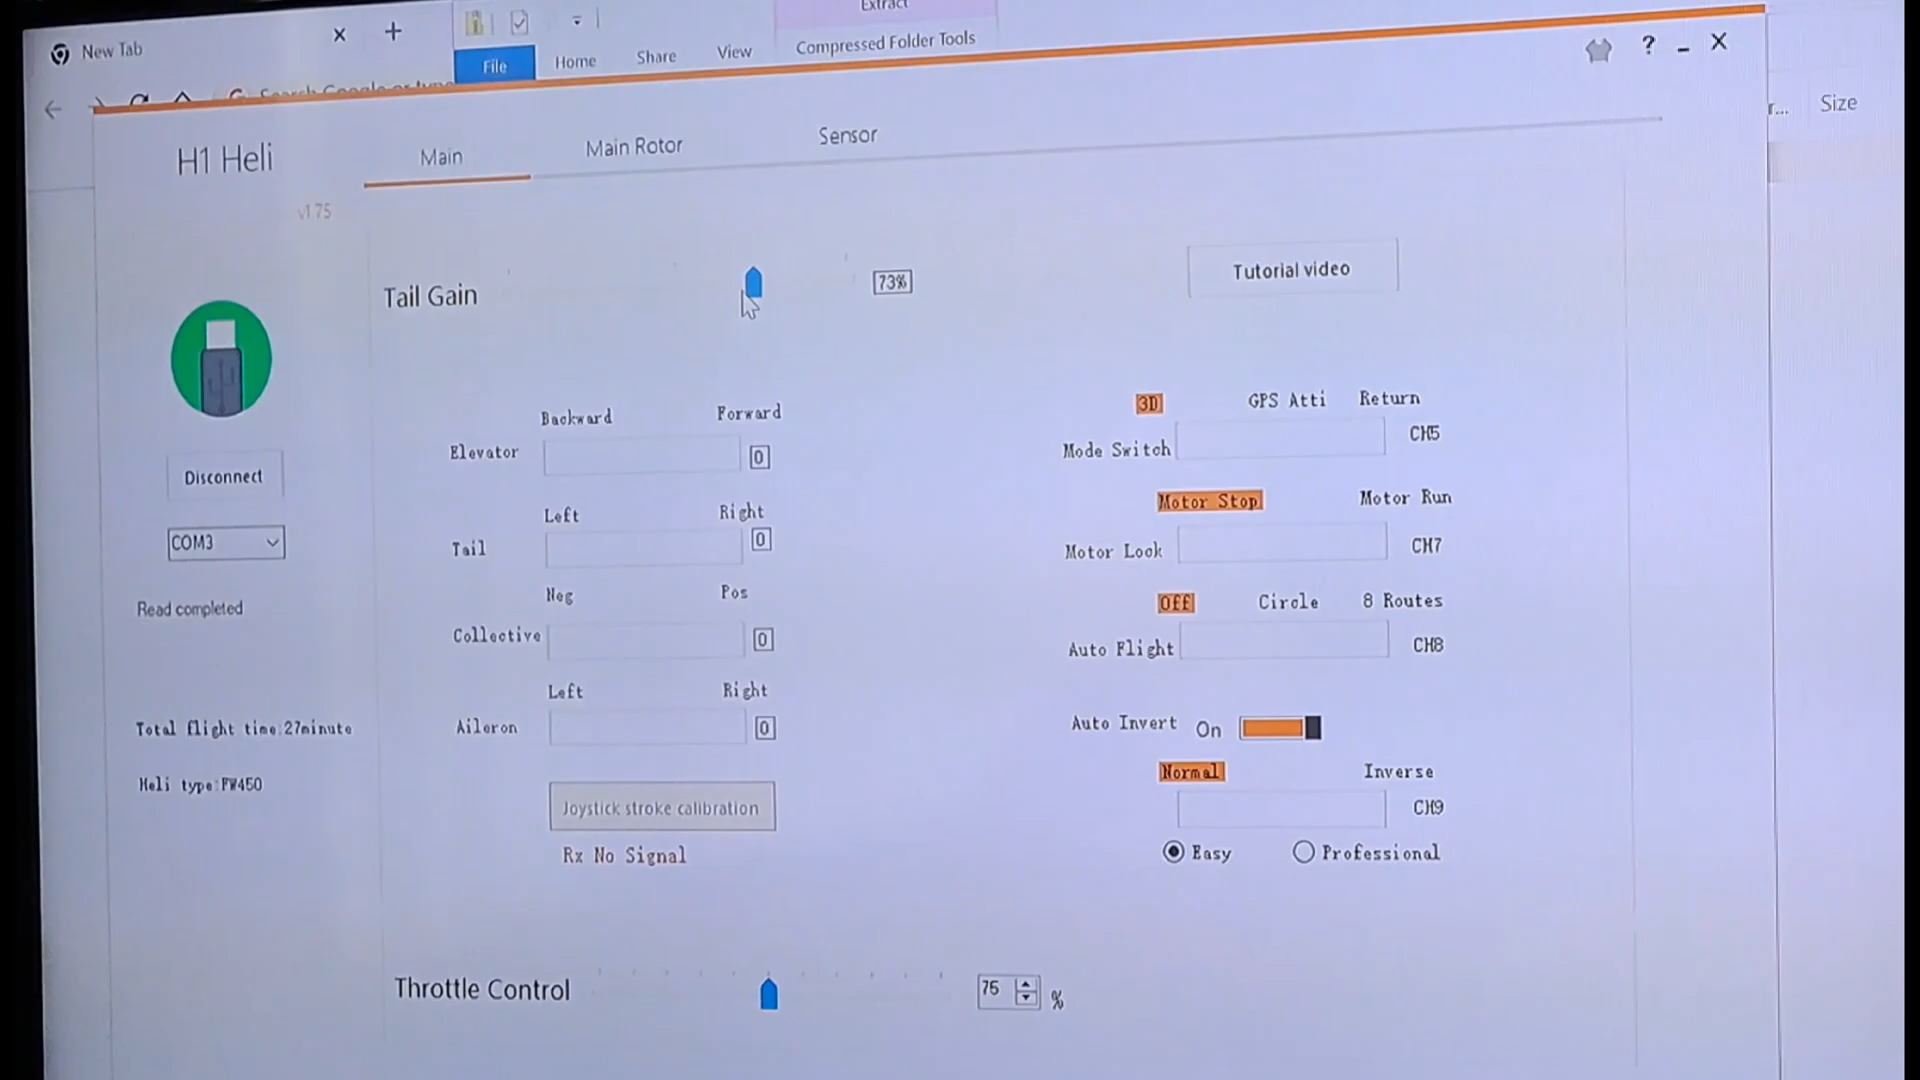 New Tab
Extract
File
Home
Share
View
Compressed Folder Tools
Size
H1 Heli
v1.75
Main
Main Rotor
Sensor
?
Tail Gain
73%
Tutorial video
Disconnect
COM3
Read completed
Total flight time:27minute
Heli type:FW450
Backward
Forward
Elevator
0
Left
Right
Tail
0
Neg
Pos
Collective
0
Left
Right
Aileron
0
Joystick stroke calibration
Rx No Signal
3D
GPS Atti
Return
Mode Switch
CH5
Motor Stop
Motor Run
Motor Lock
CH7
Off
Circle
8 Routes
Auto Flight
CH8
Auto Invert
On
Normal
Inverse
CH9
Easy
Professional
Throttle Control
75
%